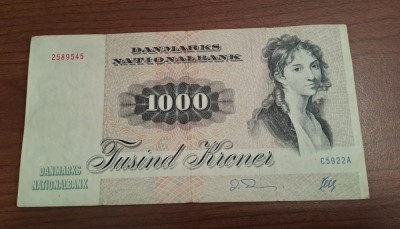 DANMARKS
NATIONALBANK
2589545
1000
Tusind Kroner
C5922A
DANMARKS
NATIONALBANK